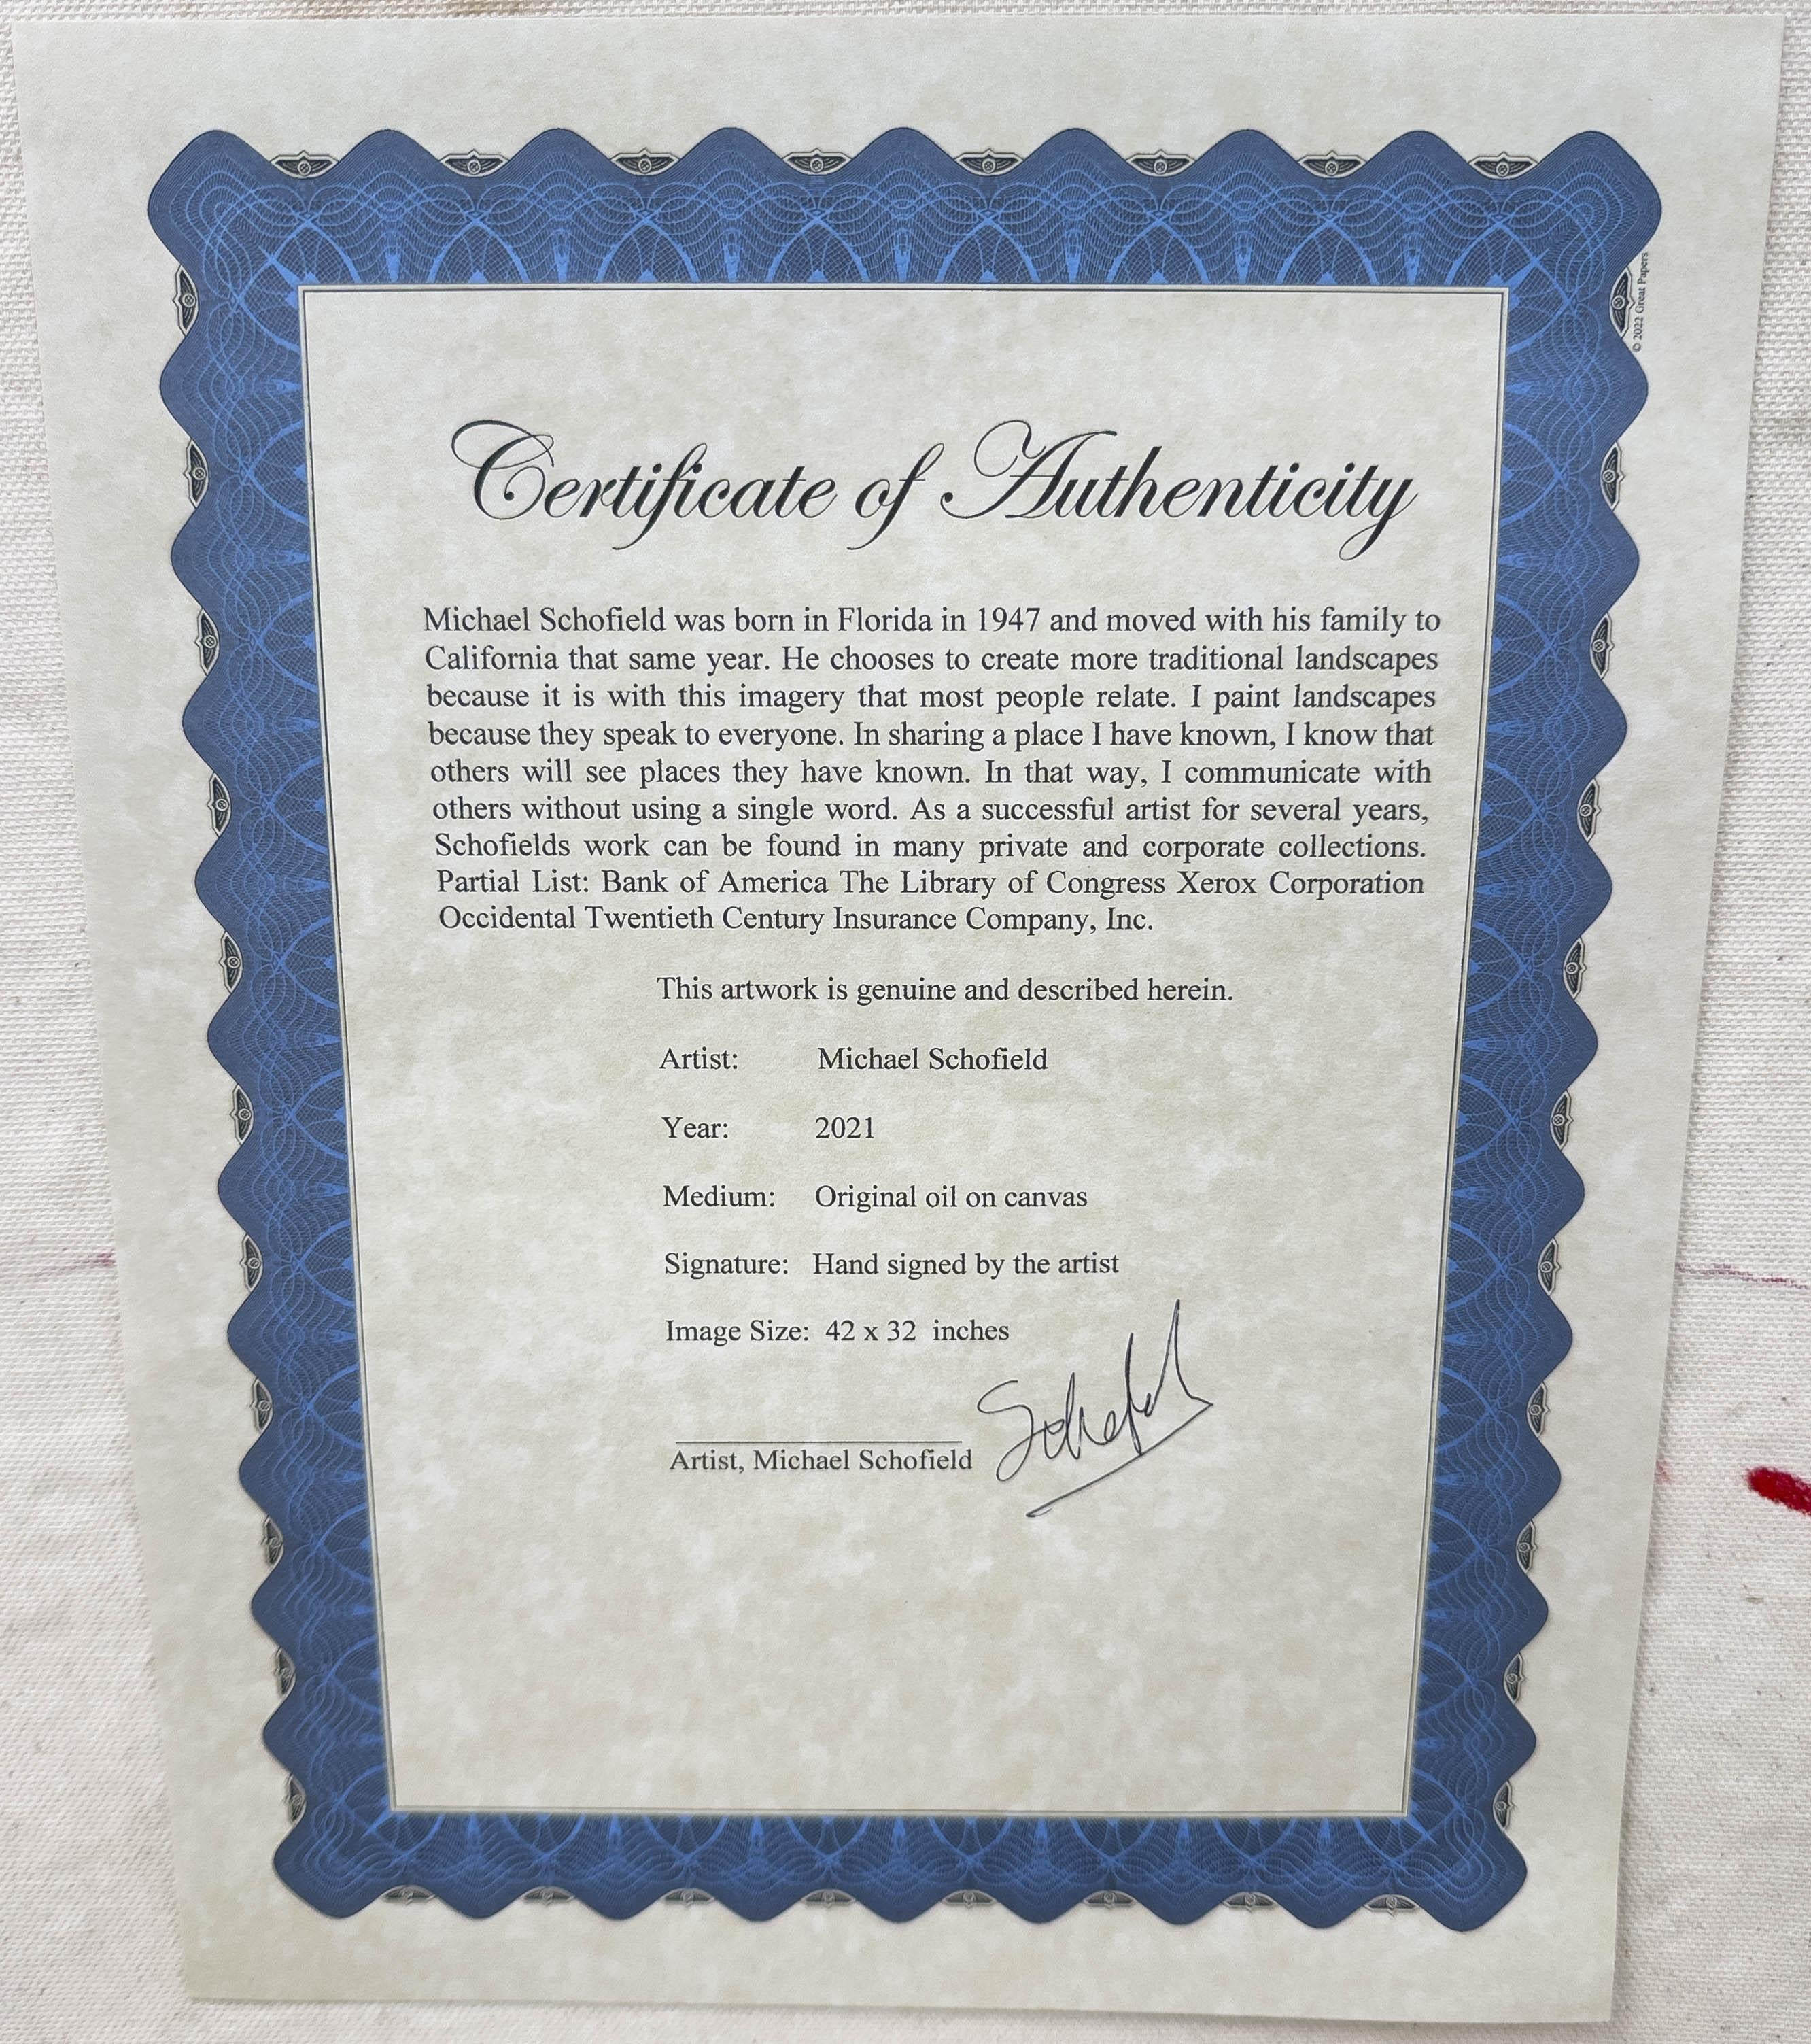 © 2022 Great Papers
Certificate of Authenticity
Michael Schofield was born in Florida in 1947 and moved with his family to
California that same year. He chooses to create more traditional landscapes
because it is with this imagery that most people relate. I paint landscapes
because they speak to everyone. In sharing a place I have known, I know that
others will see places they have known. In that way, I communicate with
others without using a single word. As a successful artist for several years,
Schofields work can be found in many private and corporate collections.
Partial List: Bank of America The Library of Congress Xerox Corporation
Occidental Twentieth Century Insurance Company, Inc.
This artwork is genuine and described herein.
Artist: Michael Schofield
Year: 2021
Medium: Original oil on canvas
Signature: Hand signed by the artist
Image Size: 42 x 32 inches
Schofield
Artist, Michael Schofield